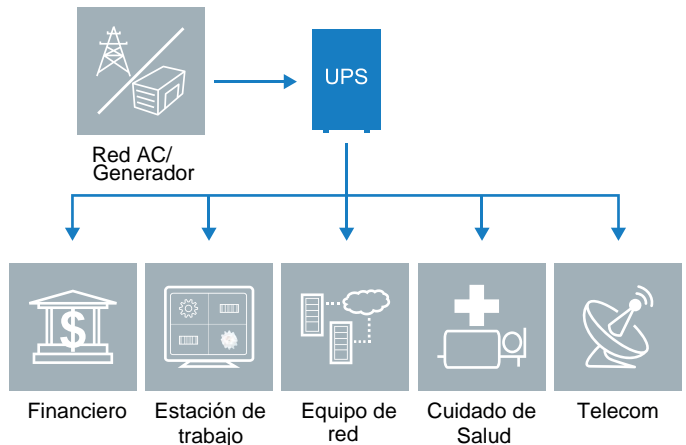 UPS
Red AC/
Generador
$
Financiero
Estación de
trabajo
Equipo de
red
Cuidado de
Salud
Telecom